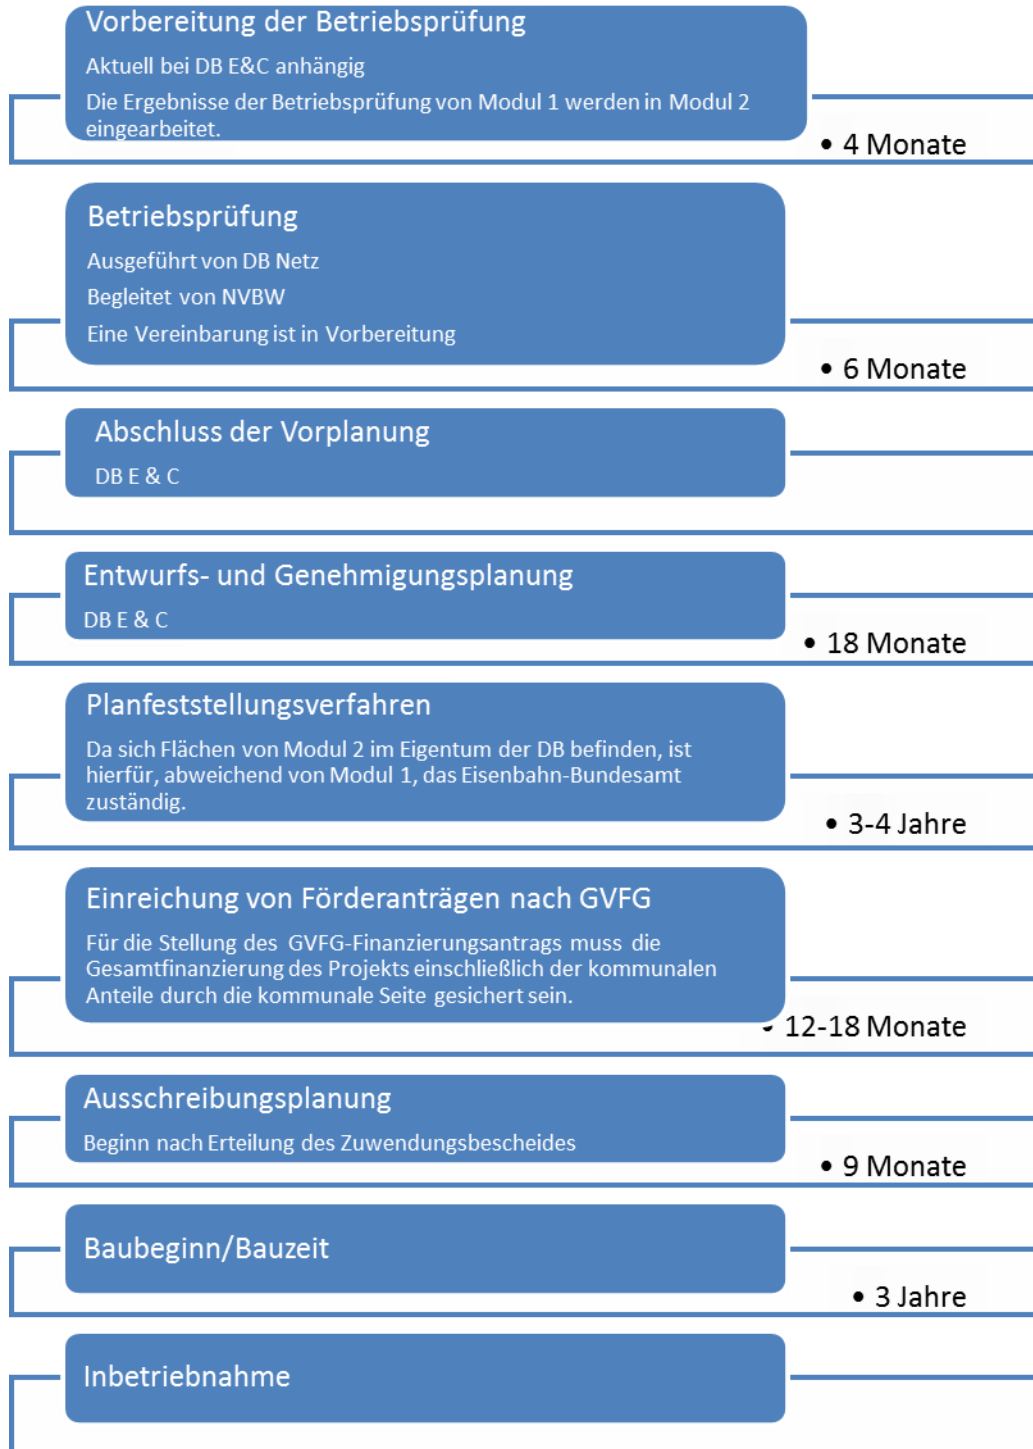 Vorbereitung der Betriebsprüfung
Aktuell bei DB E&C anhängig
Die Ergebnisse der Betriebsprüfung von Modul 1 werden in Modul 2
eingearbeitet.
• 4 Monate
Betriebsprüfung
Ausgeführt von DB Netz
Begleitet von NVBW
Eine Vereinbarung ist in Vorbereitung
• 6 Monate
Abschluss der Vorplanung
DB E & C
Entwurfs- und Genehmigungsplanung
DB E & C
• 18 Monate
Planfeststellungsverfahren
Da sich Flächen von Modul 2 im Eigentum der DB befinden, ist
hierfür, abweichend von Modul 1, das Eisenbahn-Bundesamt
zuständig.
• 3-4 Jahre
Einreichung von Förderanträgen nach GVFG
Für die Stellung des GVFG-Finanzierungsantrags muss die
Gesamtfinanzierung des Projekts einschließlich der kommunalen
Anteile durch die kommunale Seite gesichert sein.
• 12-18 Monate
Ausschreibungsplanung
Beginn nach Erteilung des Zuwendungsbescheides
• 9 Monate
Baubeginn/Bauzeit
• 3 Jahre
Inbetriebnahme